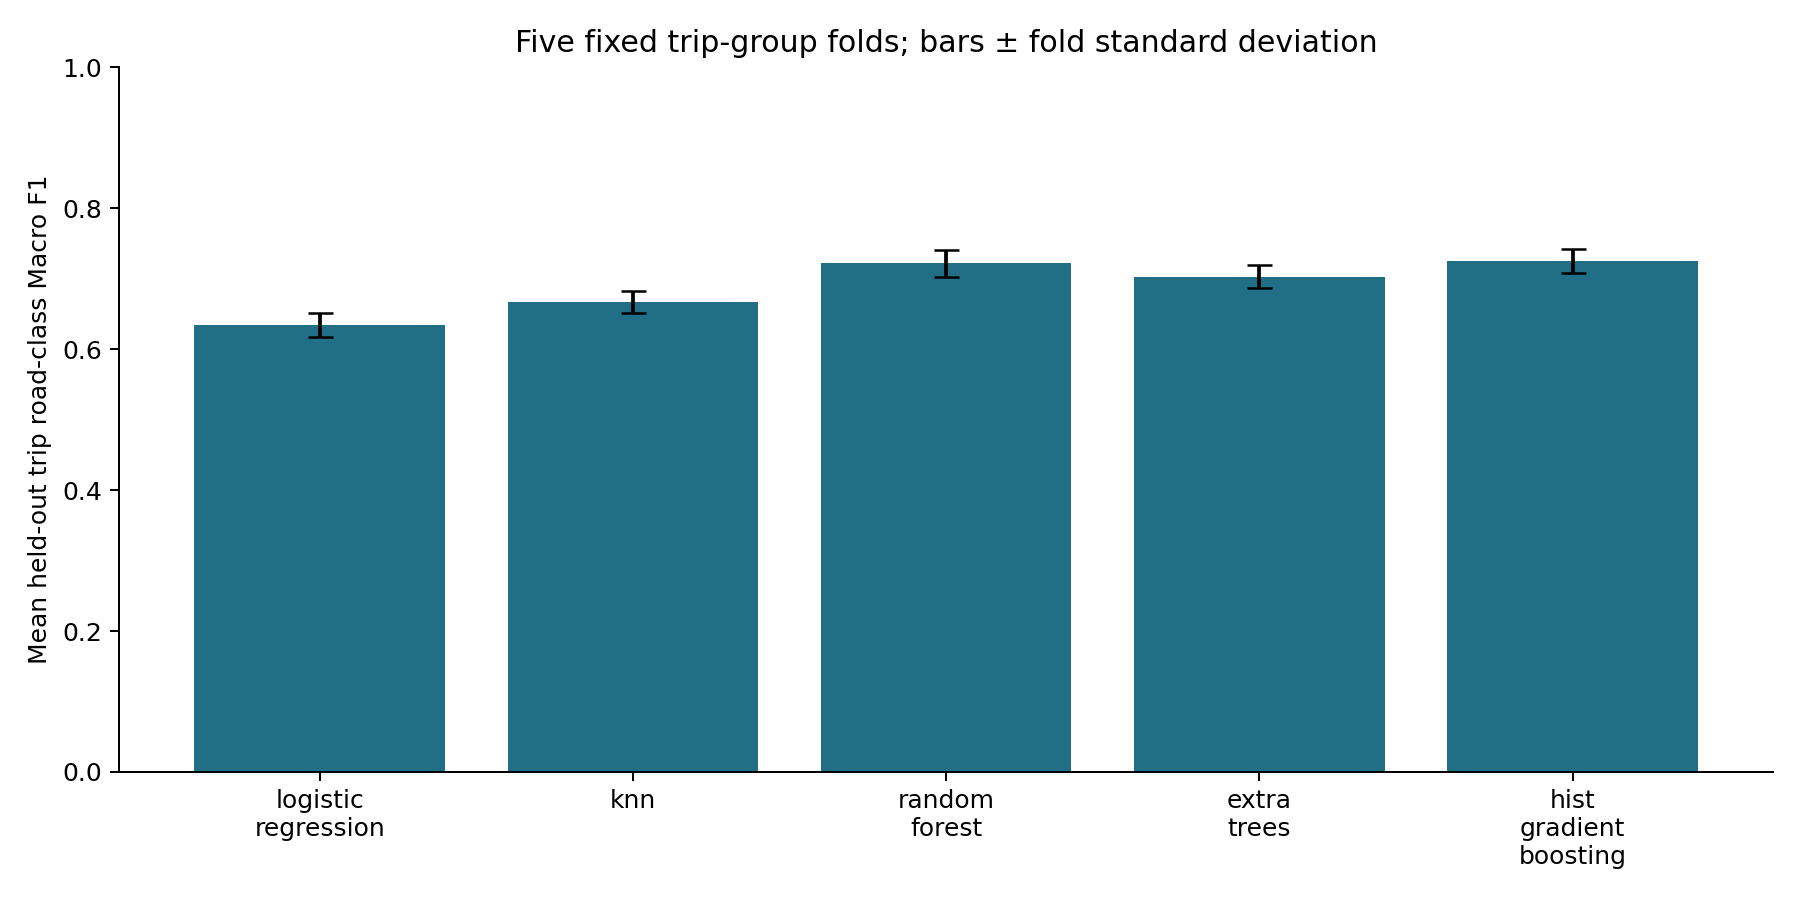 Five fixed trip-group folds; bars ± fold standard deviation
Mean held-out trip road-class Macro F1
1.0
0.8
0.6
0.4
0.2
0.0
logistic
regression
knn
random
forest
extra
trees
hist
gradient
boosting